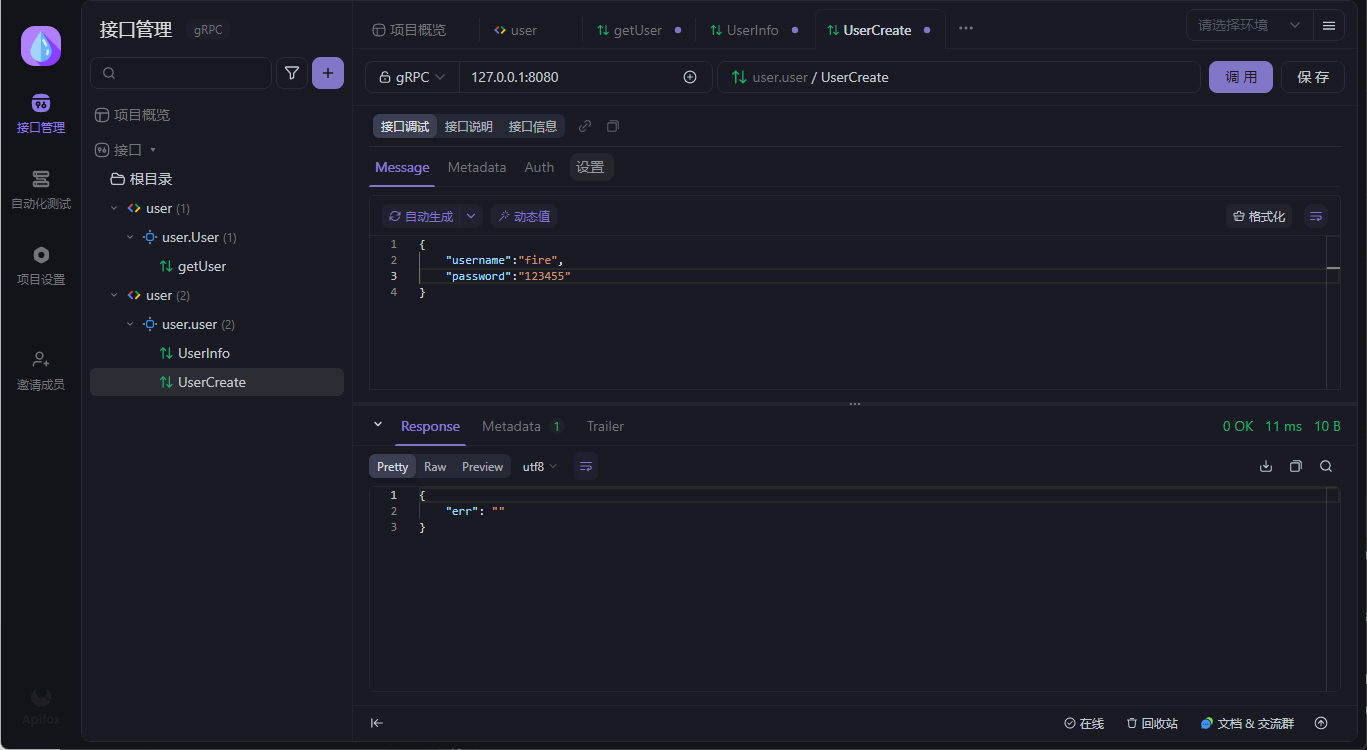 接口管理
自动化测试
项目设置
邀请成员
Apifox
接口管理 gRPC
项目概览
接口
根目录
user (1)
user.User (1)
getUser
user (2)
user.user (2)
UserInfo
UserCreate
项目概览 user getUser UserInfo UserCreate ··· 请选择环境
gRPC 127.0.0.1:8080 user.user / UserCreate 调 用 保 存
接口调试 接口说明 接口信息
Message Metadata Auth 设置
自动生成 动态值 格式化
1 {
2 "username":"fire",
3 "password":"123455"
4 }
Response Metadata 1 Trailer 0 OK 11 ms 10 B
Pretty Raw Preview utf8
1 {
2 "err": ""
3 }
在线 回收站 文档 & 交流群